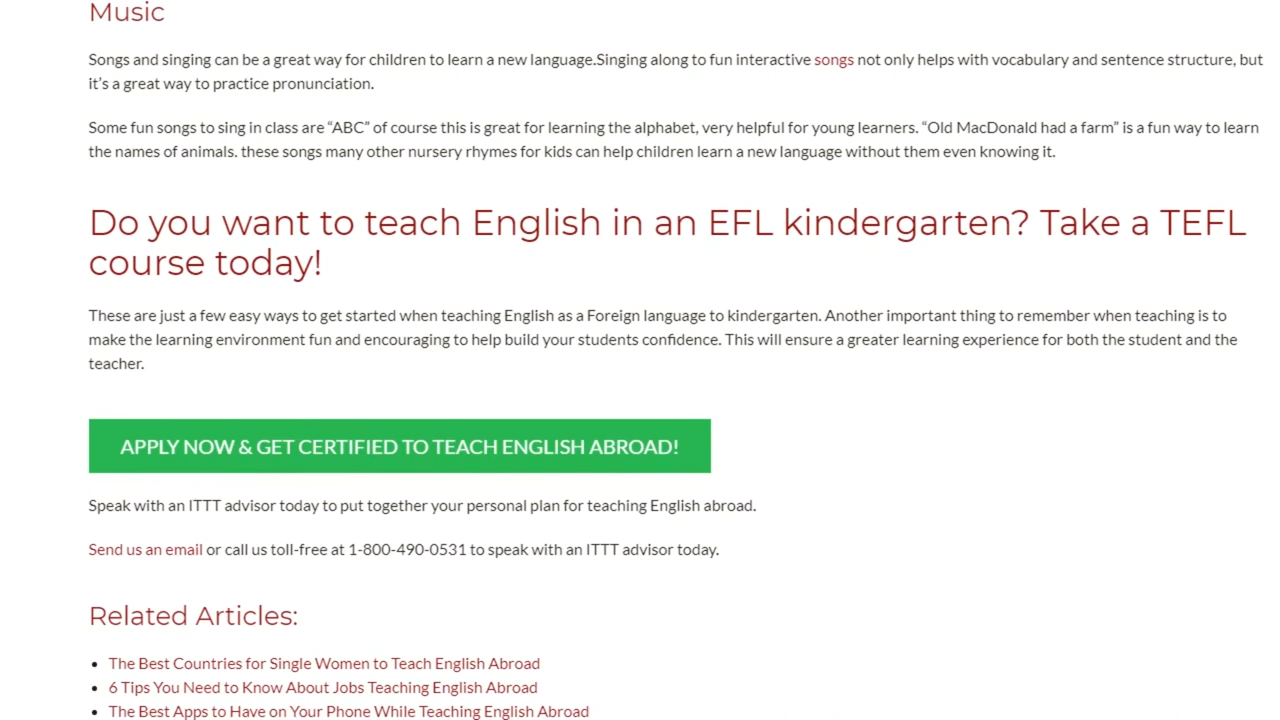 Music
Songs and singing can be a great way for children to learn a new language.Singing along to fun interactive songs not only helps with vocabulary and sentence structure, but
it’s a great way to practice pronunciation.
Some fun songs to sing in class are “ABC” of course this is great for learning the alphabet, very helpful for young learners. “Old MacDonald had a farm” is a fun way to learn
the names of animals. these songs many other nursery rhymes for kids can help children learn a new language without them even knowing it.
Do you want to teach English in an EFL kindergarten? Take a TEFL
course today!
These are just a few easy ways to get started when teaching English as a Foreign language to kindergarten. Another important thing to remember when teaching is to
make the learning environment fun and encouraging to help build your students confidence. This will ensure a greater learning experience for both the student and the
teacher.
APPLY NOW & GET CERTIFIED TO TEACH ENGLISH ABROAD!
Speak with an ITTT advisor today to put together your personal plan for teaching English abroad.
Send us an email or call us toll-free at 1-800-490-0531 to speak with an ITTT advisor today.
Related Articles:
• The Best Countries for Single Women to Teach English Abroad
• 6 Tips You Need to Know About Jobs Teaching English Abroad
• The Best Apps to Have on Your Phone While Teaching English Abroad